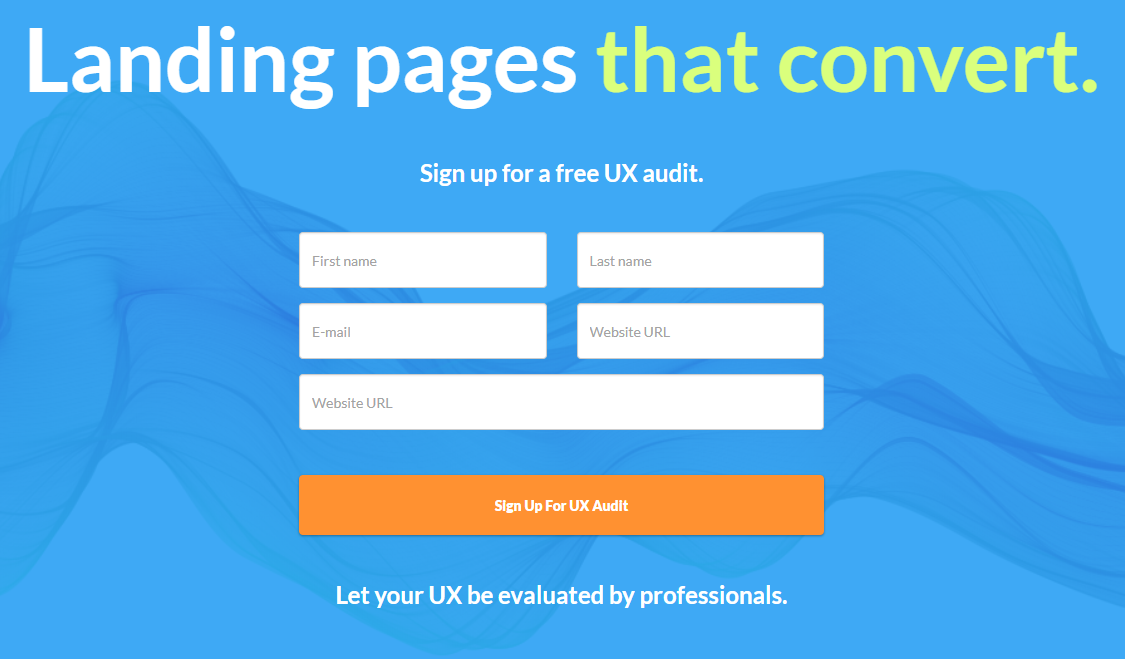 Landing pages that convert.
Sign up for a free UX audit.
First name
Last name
E-mail
Website URL
Website URL
Sign Up For UX Audit
Let your UX be evaluated by professionals.